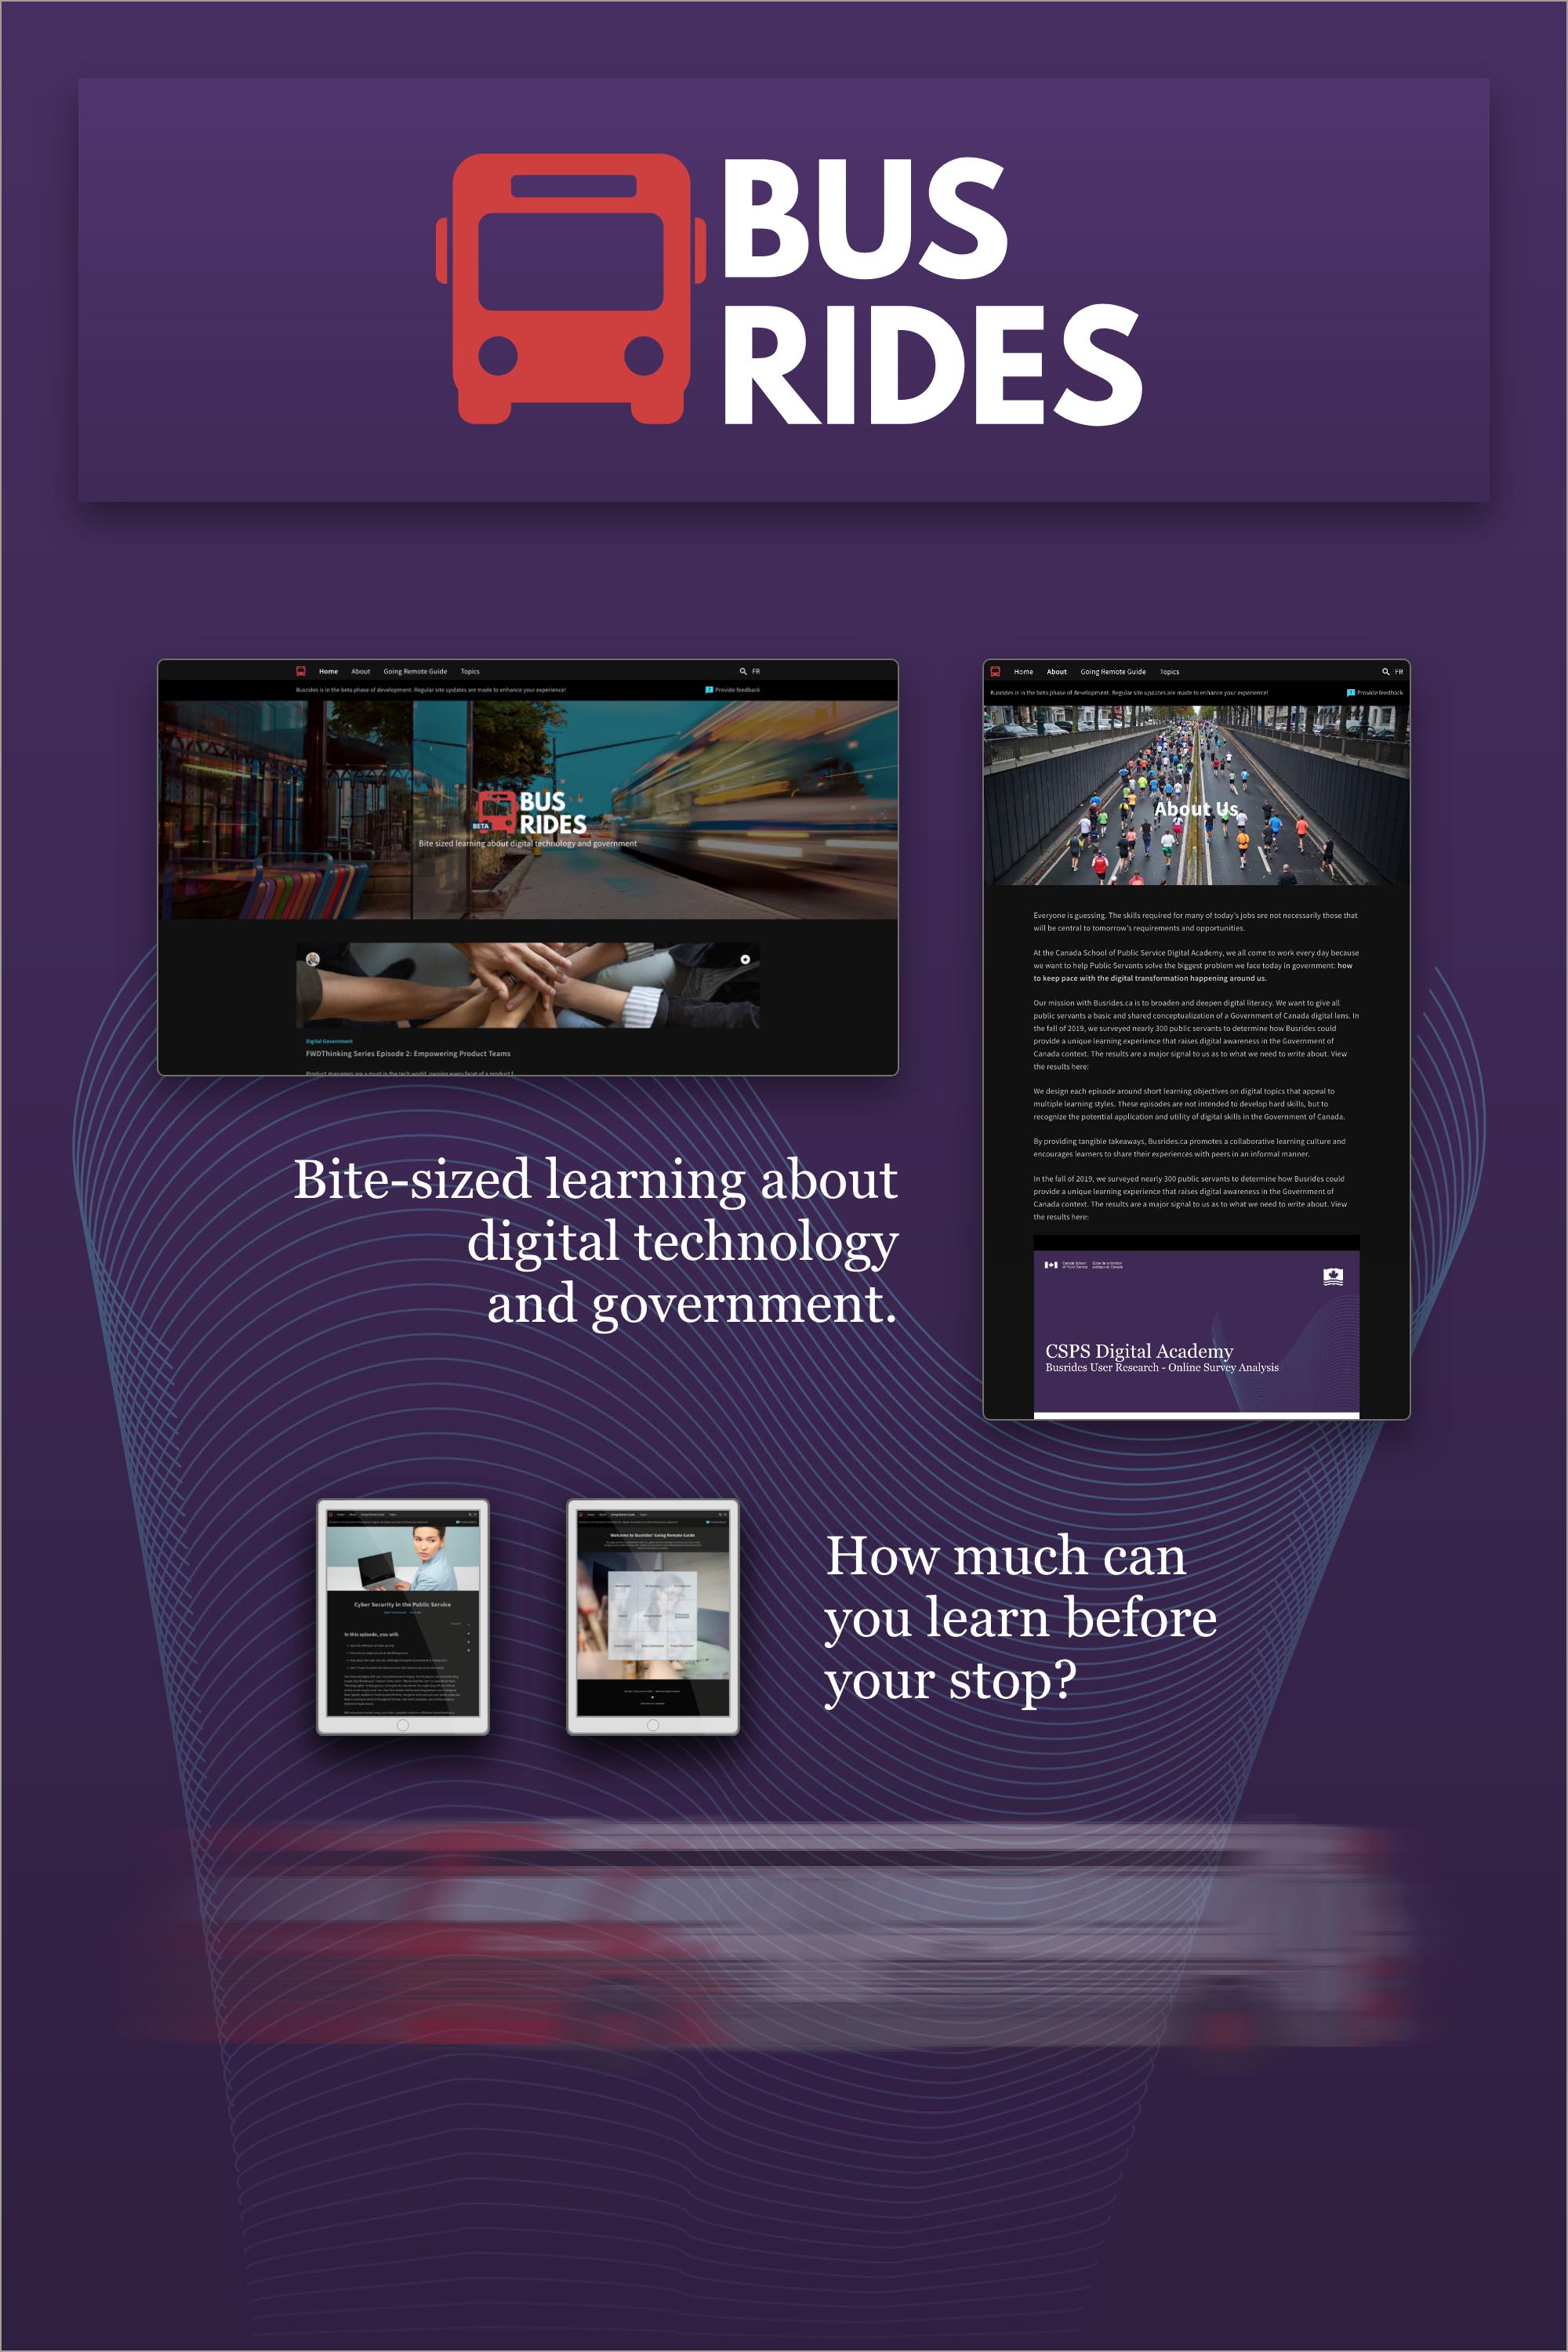 BUS
RIDES
Home About Going Remote Guide Topics FR
Busrides is in the beta phase of development. Regular site updates are made to enhance your experience! Provide feedback
BUS
BETA RIDES
Bite sized learning about digital technology and government
Digital Government
FWDThinking Series Episode 2: Empowering Product Teams
Product managers are a must in the tech world, owning every facet of a product f
Home About Going Remote Guide Topics FR
Busrides is in the beta phase of development. Regular site updates are made to enhance your experience! Provide feedback
About Us
Everyone is guessing. The skills required for many of today's jobs are not necessarily those that
will be central to tomorrow's requirements and opportunities.
At the Canada School of Public Service Digital Academy, we all come to work every day because
we want to help Public Servants solve the biggest problem we face today in government: how
to keep pace with the digital transformation happening around us.
Our mission with Busrides.ca is to broaden and deepen digital literacy. We want to give all
public servants a basic and shared conceptualization of a Government of Canada digital lens. In
the fall of 2019, we surveyed nearly 300 public servants to determine how Busrides could
provide a unique learning experience that raises digital awareness in the Government of
Canada context. The results are a major signal to us as to what we need to write about. View
the results here:
We design each episode around short learning objectives on digital topics that appeal to
multiple learning styles. These episodes are not intended to develop hard skills, but to
recognize the potential application and utility of digital skills in the Government of Canada.
By providing tangible takeaways, Busrides.ca promotes a collaborative learning culture and
encourages learners to share their experiences with peers in an informal manner.
In the fall of 2019, we surveyed nearly 300 public servants to determine how Busrides could
provide a unique learning experience that raises digital awareness in the Government of
Canada context. The results are a major signal to us as to what we need to write about. View
the results here:
Canada School École de la fonction
of Public Service publique du Canada
CSPS Digital Academy
Busrides User Research - Online Survey Analysis
Bite-sized learning about
digital technology
and government.
Cyber Security in the Public Service
In this episode, you will:
Welcome to Busrides' Going Remote Guide
How much can
you learn before
your stop?